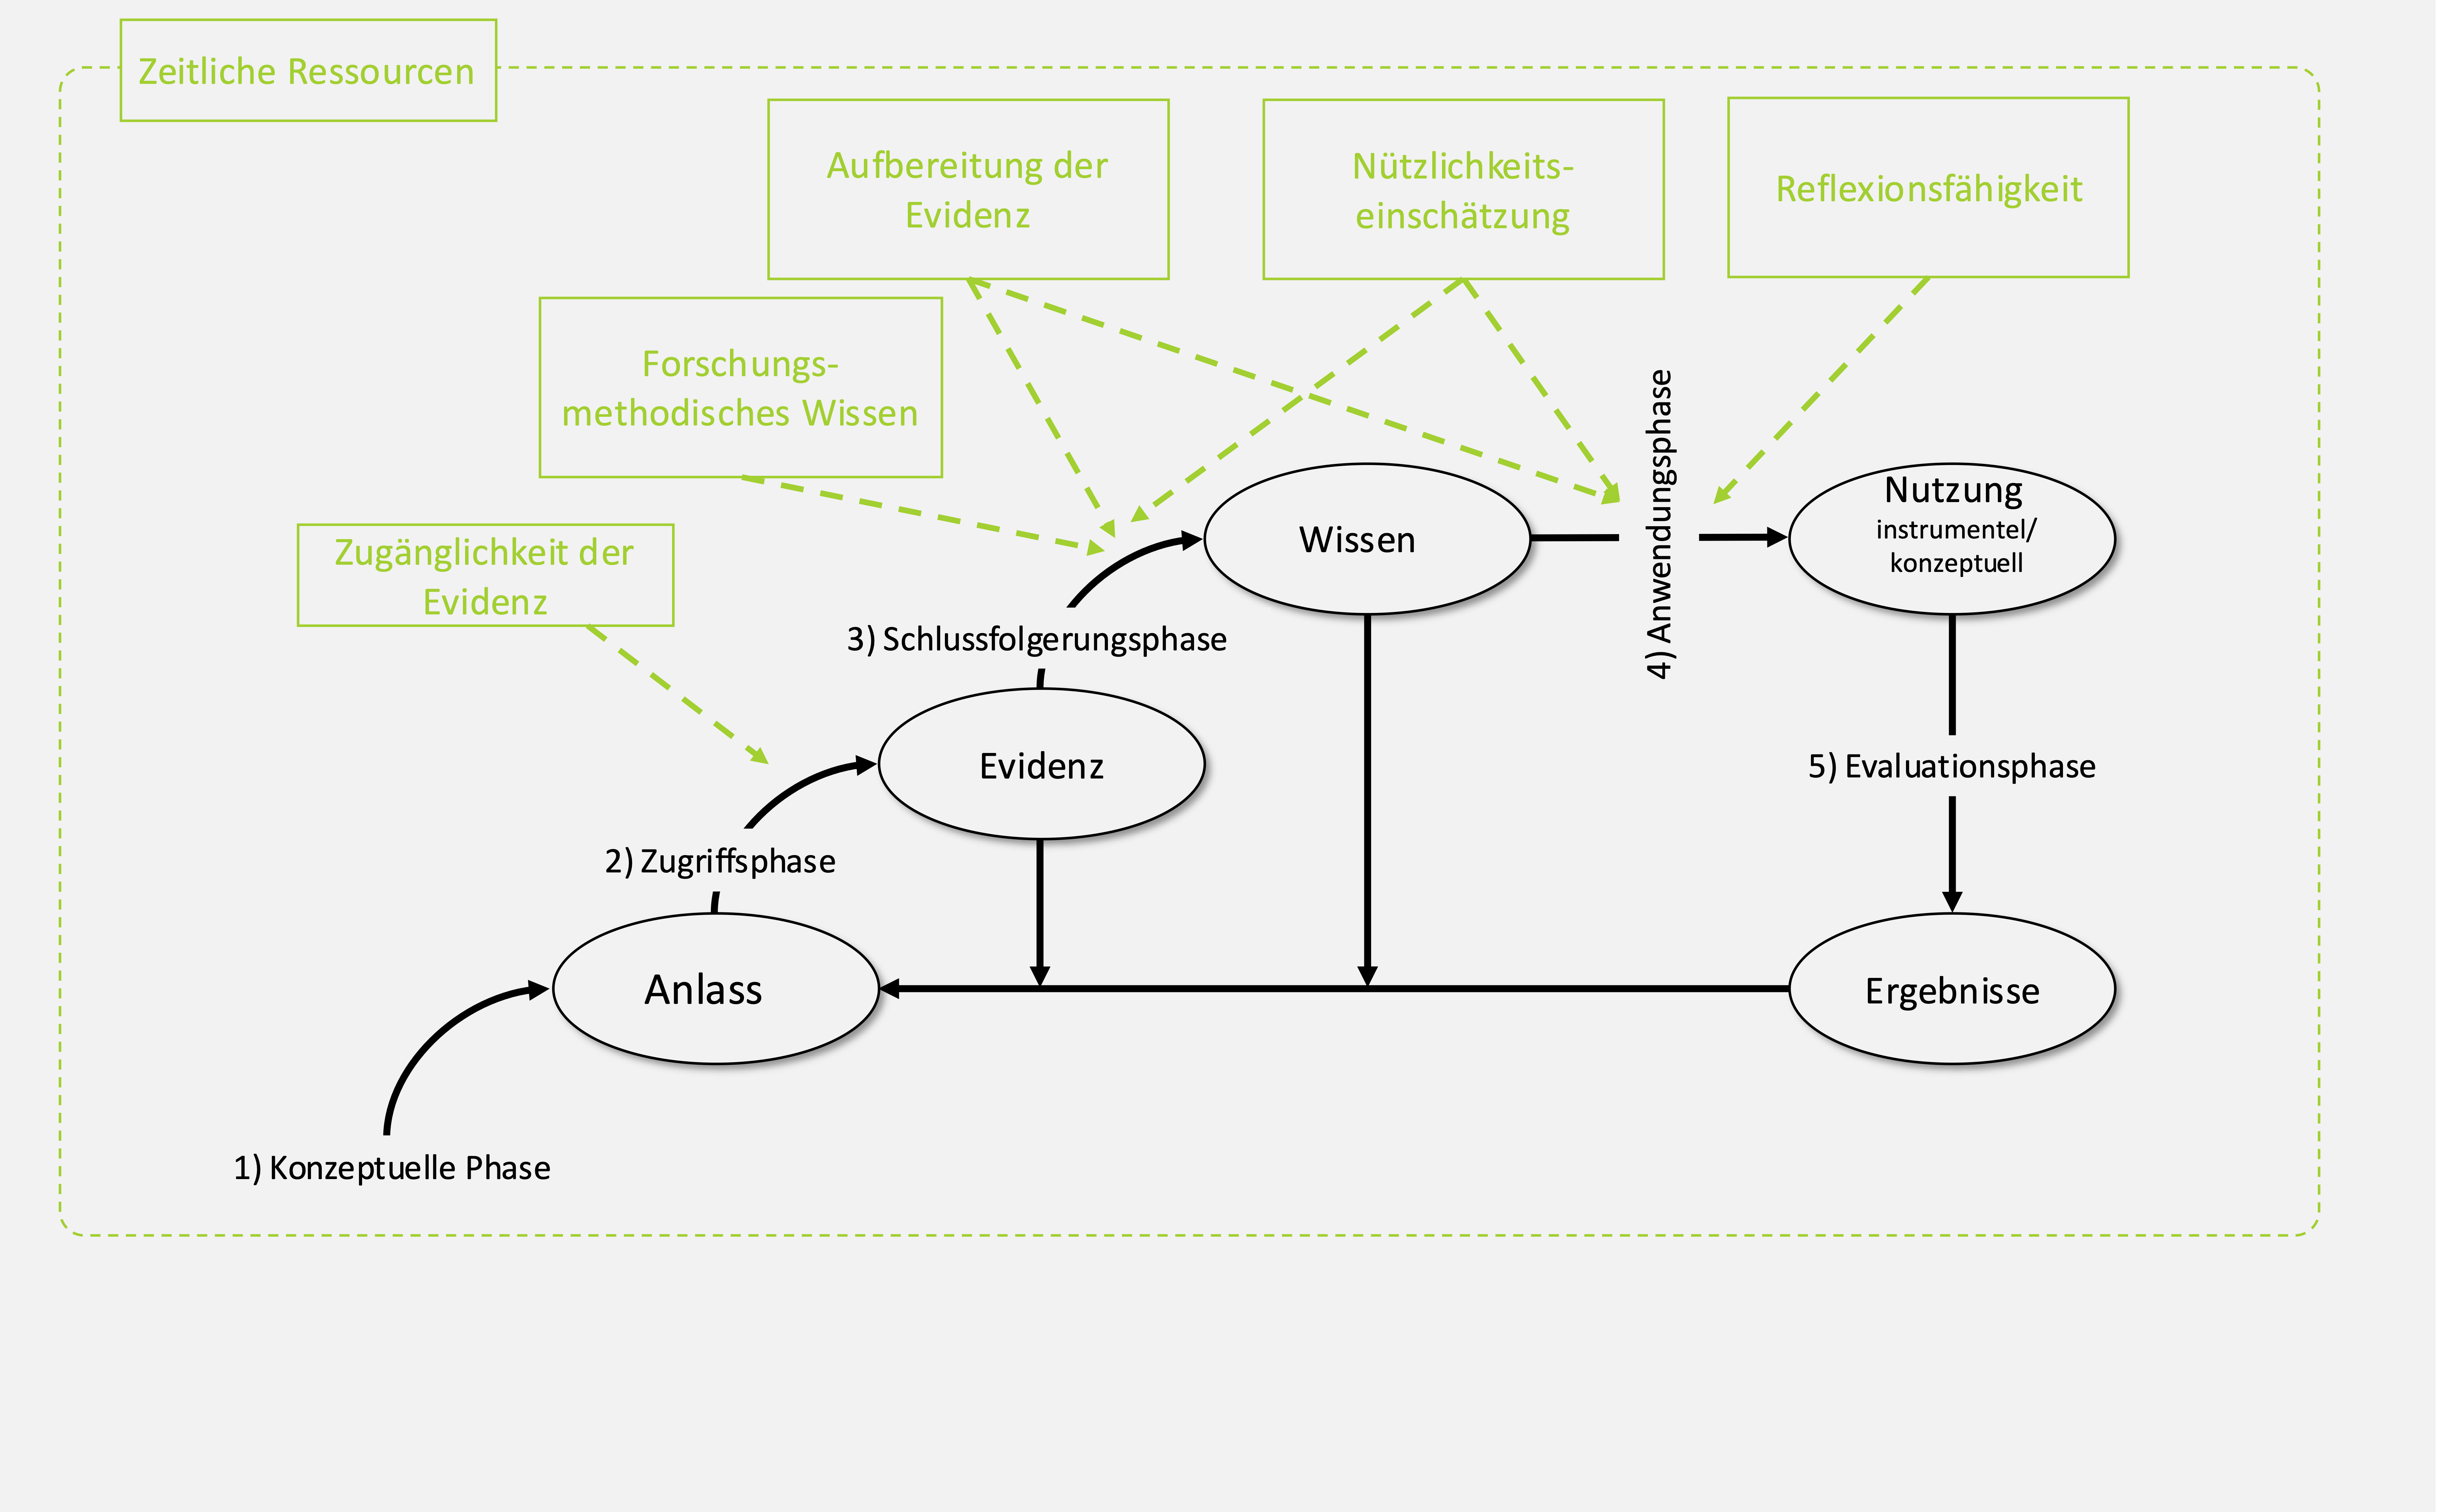 Zeitliche Ressourcen
Aufbereitung der
Evidenz
Nützlichkeits-
einschätzung
Reflexionsfähigkeit
Forschungs-
methodisches Wissen
Zugänglichkeit der
Evidenz
Wissen
4) Anwendungsphase
Nutzung
instrumentel/
konzeptuell
3) Schlussfolgerungsphase
Evidenz
5) Evaluationsphase
2) Zugriffsphase
Anlass
Ergebnisse
1) Konzeptuelle Phase